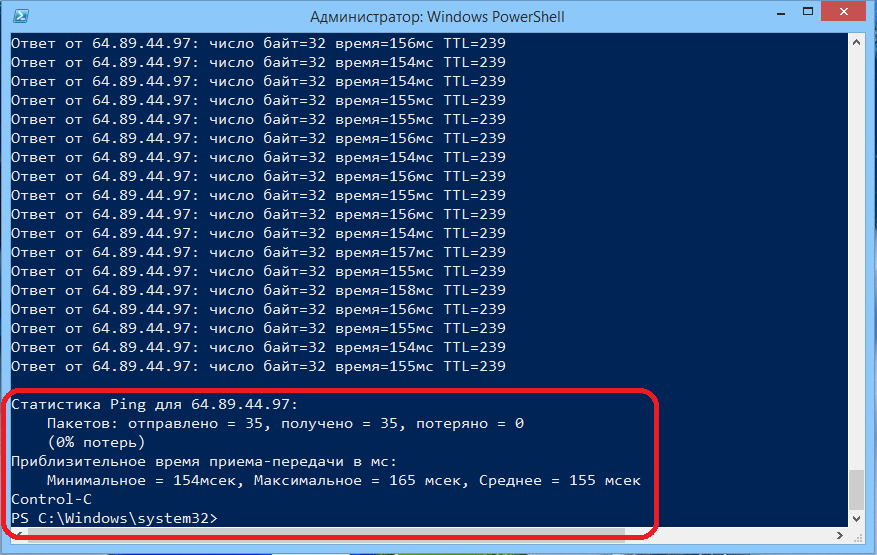 Администратор: Windows PowerShell
Ответ от 64.89.44.97: число байт=32 время=156мс TTL=239
Ответ от 64.89.44.97: число байт=32 время=154мс TTL=239
Ответ от 64.89.44.97: число байт=32 время=154мс TTL=239
Ответ от 64.89.44.97: число байт=32 время=155мс TTL=239
Ответ от 64.89.44.97: число байт=32 время=155мс TTL=239
Ответ от 64.89.44.97: число байт=32 время=156мс TTL=239
Ответ от 64.89.44.97: число байт=32 время=154мс TTL=239
Ответ от 64.89.44.97: число байт=32 время=156мс TTL=239
Ответ от 64.89.44.97: число байт=32 время=155мс TTL=239
Ответ от 64.89.44.97: число байт=32 время=156мс TTL=239
Ответ от 64.89.44.97: число байт=32 время=154мс TTL=239
Ответ от 64.89.44.97: число байт=32 время=157мс TTL=239
Ответ от 64.89.44.97: число байт=32 время=155мс TTL=239
Ответ от 64.89.44.97: число байт=32 время=158мс TTL=239
Ответ от 64.89.44.97: число байт=32 время=156мс TTL=239
Ответ от 64.89.44.97: число байт=32 время=155мс TTL=239
Ответ от 64.89.44.97: число байт=32 время=154мс TTL=239
Ответ от 64.89.44.97: число байт=32 время=155мс TTL=239
Статистика Ping для 64.89.44.97:
Пакетов: отправлено = 35, получено = 35, потеряно = 0
(0% потерь)
Приблизительное время приема-передачи в мс:
Минимальное = 154мсек, Максимальное = 165 мсек, Среднее = 155 мсек
Control-C
PS C:\Windows\system32>